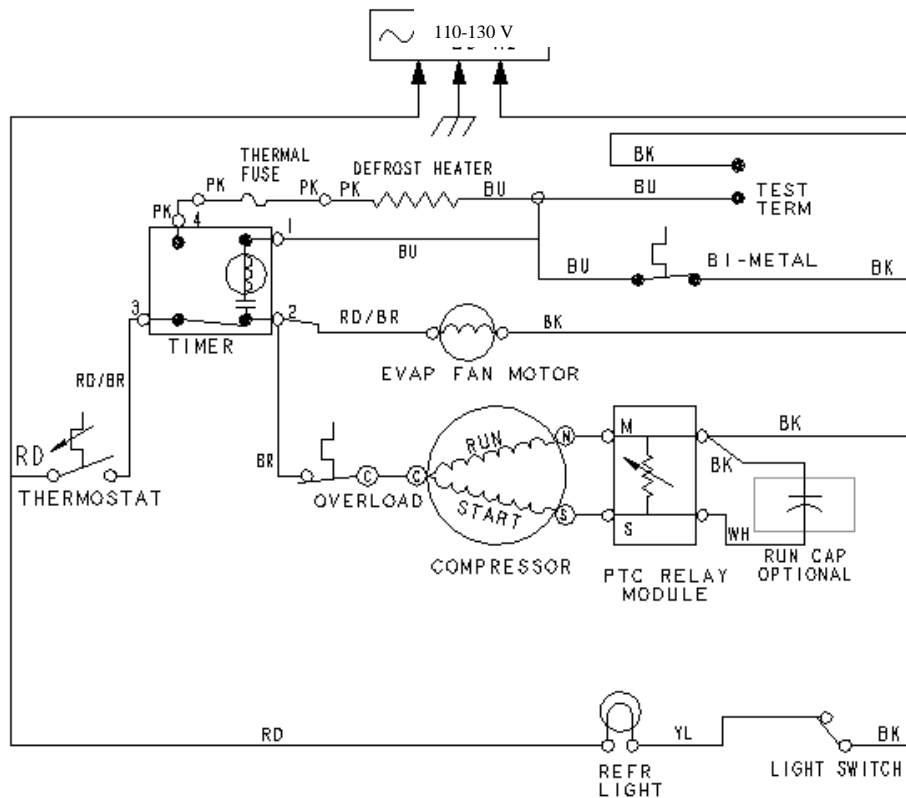 110-130 V
BK
THERMAL
FUSE
DEFROST HEATER
PK
PK
PK
BU
BU
TEST
TERM
PK
4
1
BU
BU
BI-METAL
BK
3
2
RD/BR
BK
TIMER
EVAP FAN MOTOR
RD/BR
RD
THERMOSTAT
BR
OVERLOAD
C
C
RUN
START
N
S
COMPRESSOR
M
S
PTC RELAY
MODULE
BK
BK
WH
RUN CAP
OPTIONAL
RD
YL
BK
REFR
LIGHT
LIGHT SWITCH